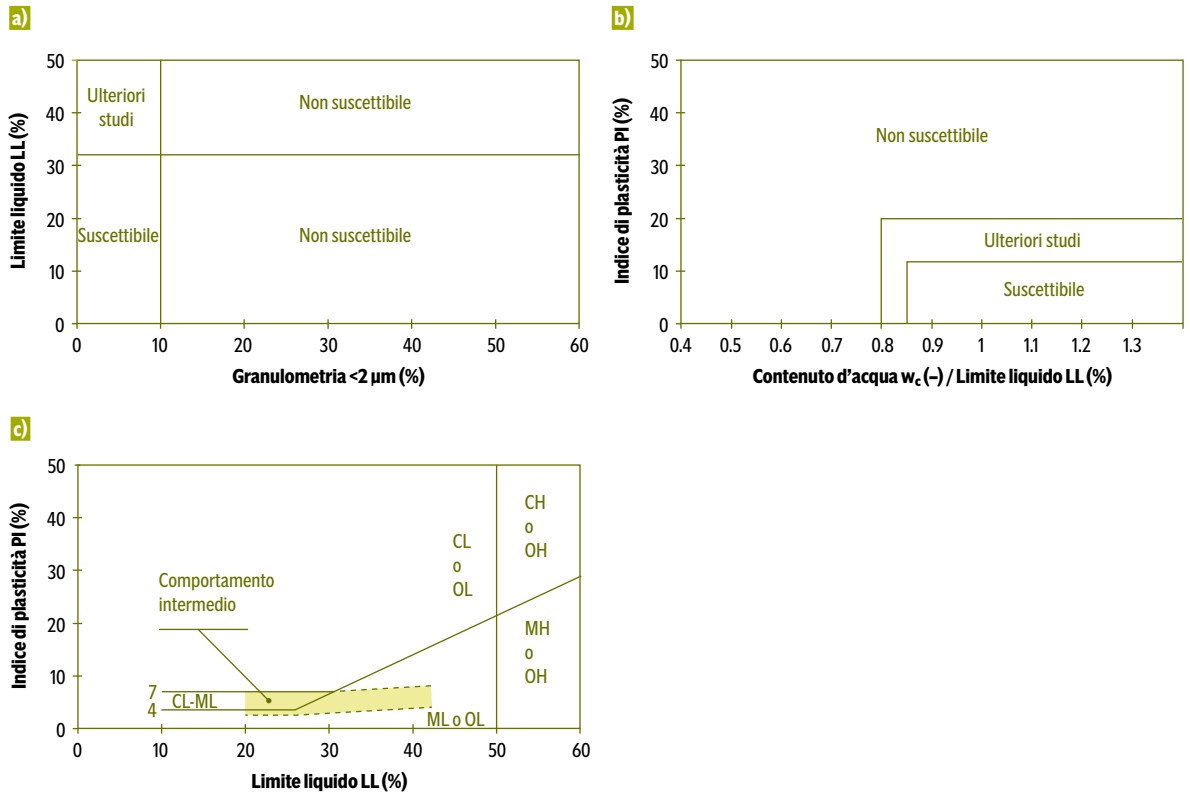 a)
Limite liquido LL (%)
50
40
30
20
10
0
Ulteriori
studi
Non suscettibile
Suscettibile
Non suscettibile
0 10 20 30 40 50 60
Granulometria <2 μm (%)
b)
Indice di plasticità PI (%)
50
40
30
20
10
0
Non suscettibile
Ulteriori studi
Suscettibile
0.4 0.5 0.6 0.7 0.8 0.9 1 1.1 1.2 1.3
Contenuto d'acqua wc (–) / Limite liquido LL (%)
c)
Indice di plasticità PI (%)
50
40
30
20
10
0
CH
o
OH
CL
o
OL
Comportamento
intermedio
MH
o
OH
7
CL-ML
4
ML o OL
0 10 20 30 40 50 60
Limite liquido LL (%)